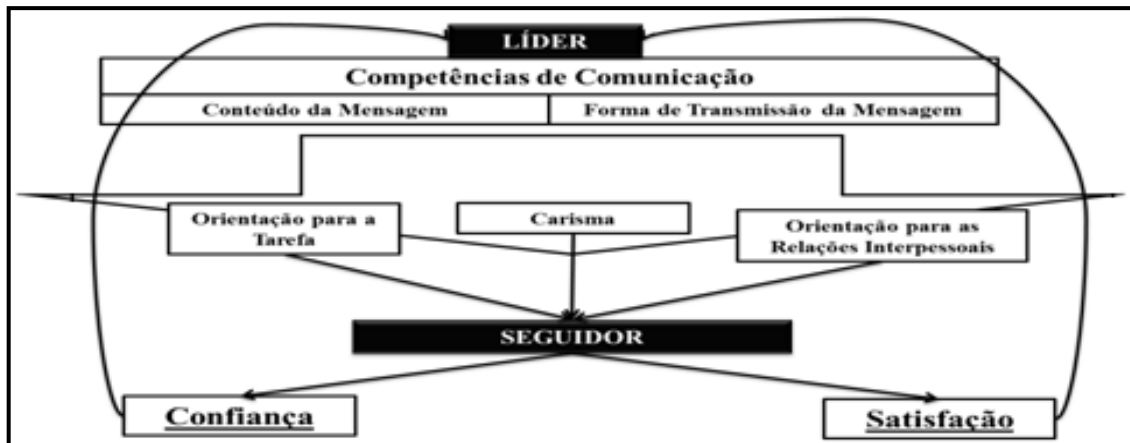 LÍDER
Competências de Comunicação
Conteúdo da Mensagem
Forma de Transmissão da Mensagem
Orientação para a
Tarefa
Carisma
Orientação para as
Relações Interpessoais
SEGUIDOR
Confiança
Satisfação